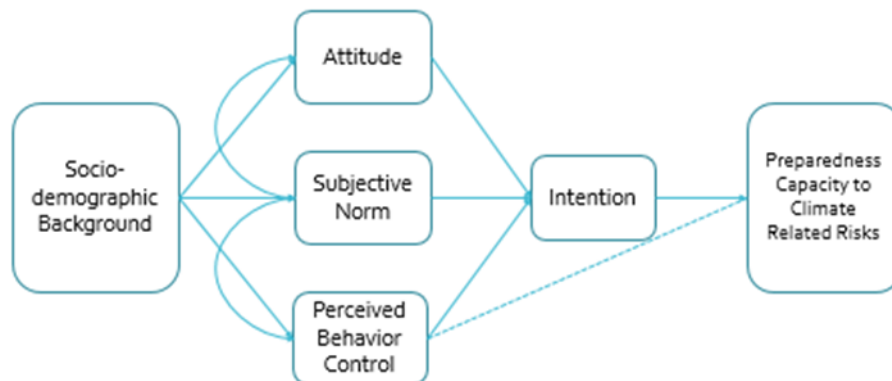 Socio-
demographic
Background
Attitude
Subjective
Norm
Perceived
Behavior
Control
Intention
Preparedness
Capacity to
Climate
Related Risks